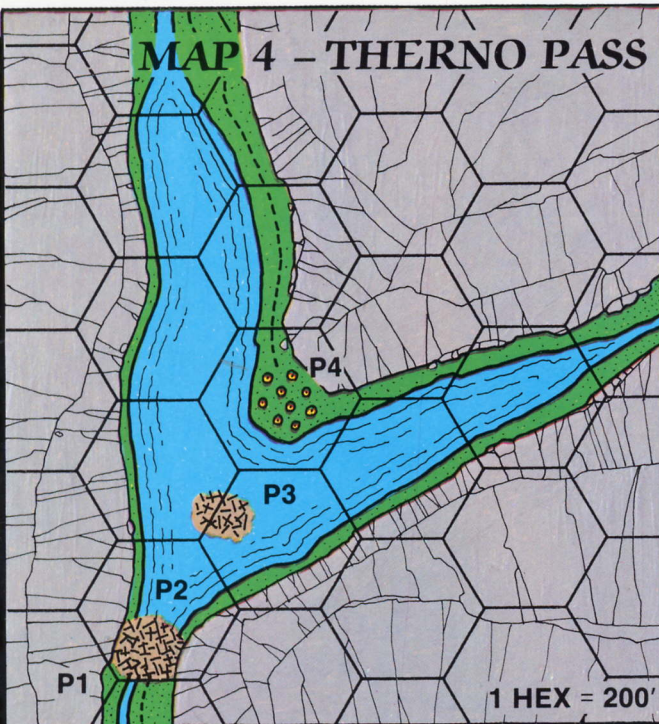 MAP 4 – THERNO PASS
P4
P3
P2
P1
1 HEX = 200'